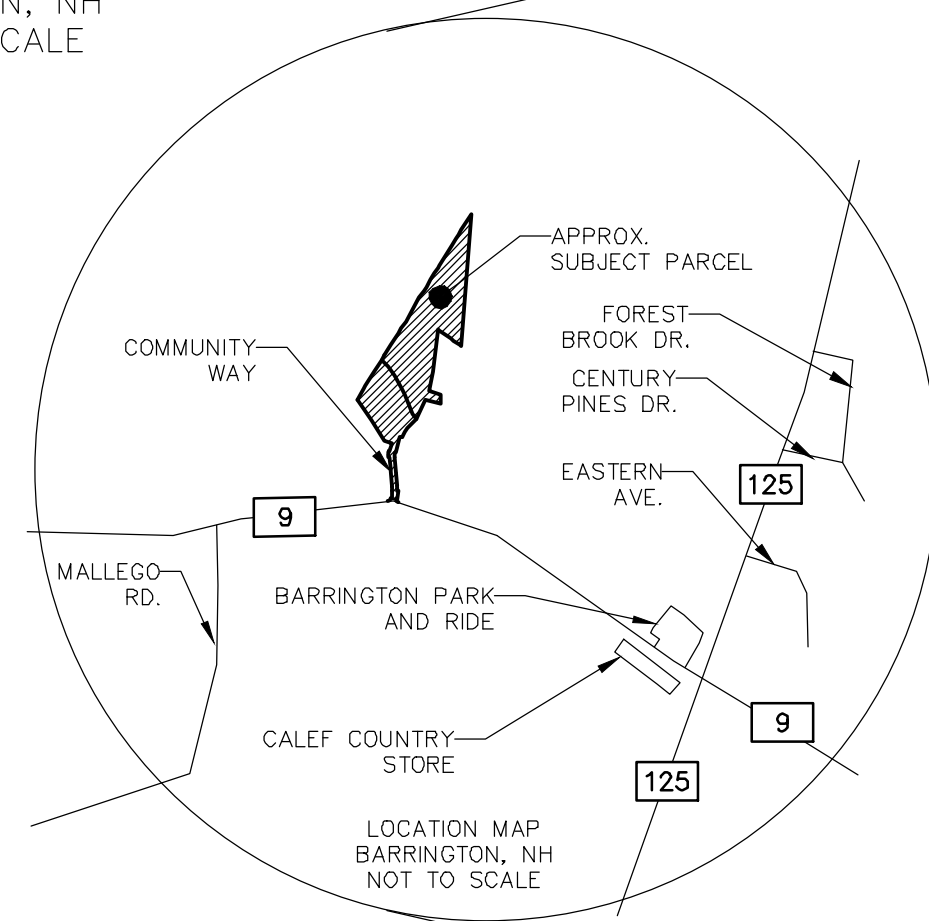 N, NH
CALE
APPROX.
SUBJECT PARCEL
FOREST
BROOK DR.
COMMUNITY
WAY
CENTURY
PINES DR.
EASTERN
AVE.
125
9
MALLEGO
RD.
BARRINGTON PARK
AND RIDE
9
CALEF COUNTRY
STORE
125
LOCATION MAP
BARRINGTON, NH
NOT TO SCALE